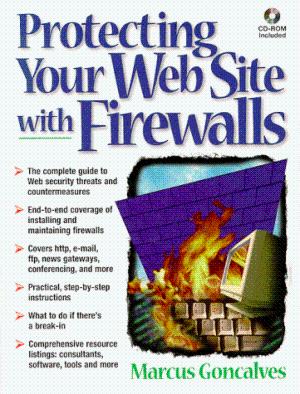 CD-ROM
Included
Protecting
Your Web Site
with Firewalls
The complete guide to
Web security threats and
countermeasures
End-to-end coverage of
installing and
maintaining firewalls
Covers http, e-mail,
ftp, news gateways,
conferencing, and more
Practical, step-by-step
instructions
What to do if there's
a break-in
Comprehensive resource
listings: consultants,
software, tools and more
Marcus Goncalves